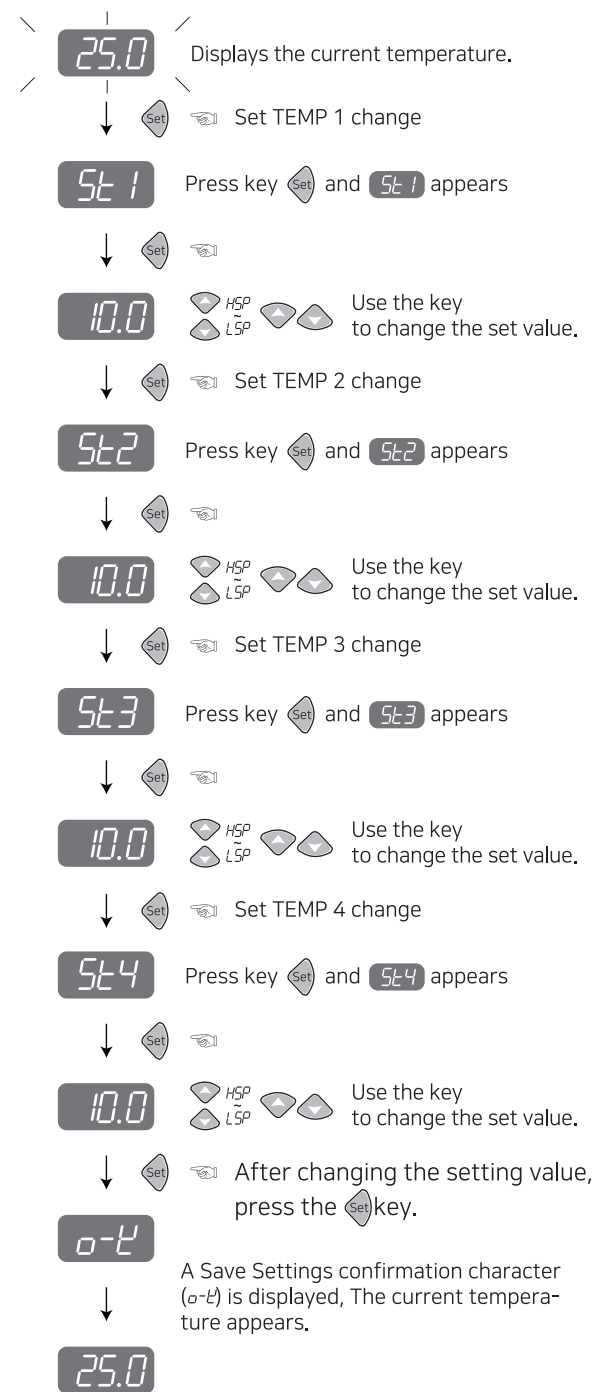 25.0
Displays the current temperature.
Set Set TEMP 1 change
St1
Press key Set and St1 appears
Set
10.0
HSP
~
LSP
Use the key
to change the set value.
Set Set TEMP 2 change
St2
Press key Set and St2 appears
Set
10.0
HSP
~
LSP
Use the key
to change the set value.
Set Set TEMP 3 change
St3
Press key Set and St3 appears
Set
10.0
HSP
~
LSP
Use the key
to change the set value.
Set Set TEMP 4 change
St4
Press key Set and St4 appears
Set
10.0
HSP
~
LSP
Use the key
to change the set value.
Set After changing the setting value,
press the Set key.
o-k
A Save Settings confirmation character
(o-k) is displayed, The current tempera-
ture appears.
25.0